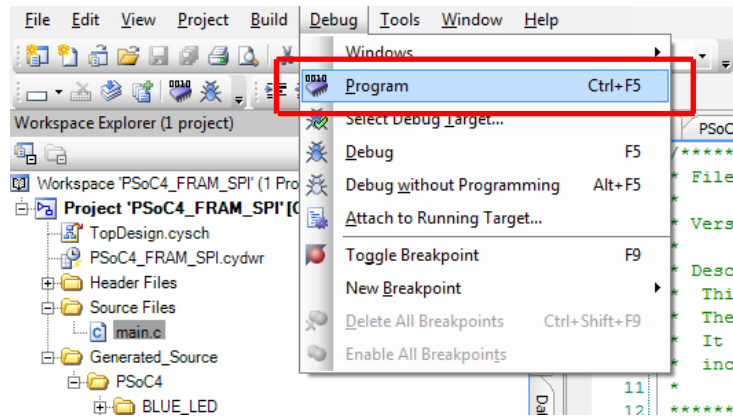 File Edit View Project Build Debug Tools Window Help
Windows
Program Ctrl+F5
Select Debug Target...
Debug F5
Debug without Programming Alt+F5
Attach to Running Target...
Toggle Breakpoint F9
New Breakpoint
Delete All Breakpoints Ctrl+Shift+F9
Enable All Breakpoints
Workspace Explorer (1 project)
Workspace 'PSoC4_FRAM_SPI' (1 Pro
Project 'PSoC4_FRAM_SPI' [C
TopDesign.cysch
PSoC4_FRAM_SPI.cydwr
Header Files
Source Files
main.c
Generated_Source
PSoC4
BLUE_LED
PSoC
/*****
* File
*
* Vers
*
* Desc
* Thi
* The
* It
* inc
11 *
12 ******
Da